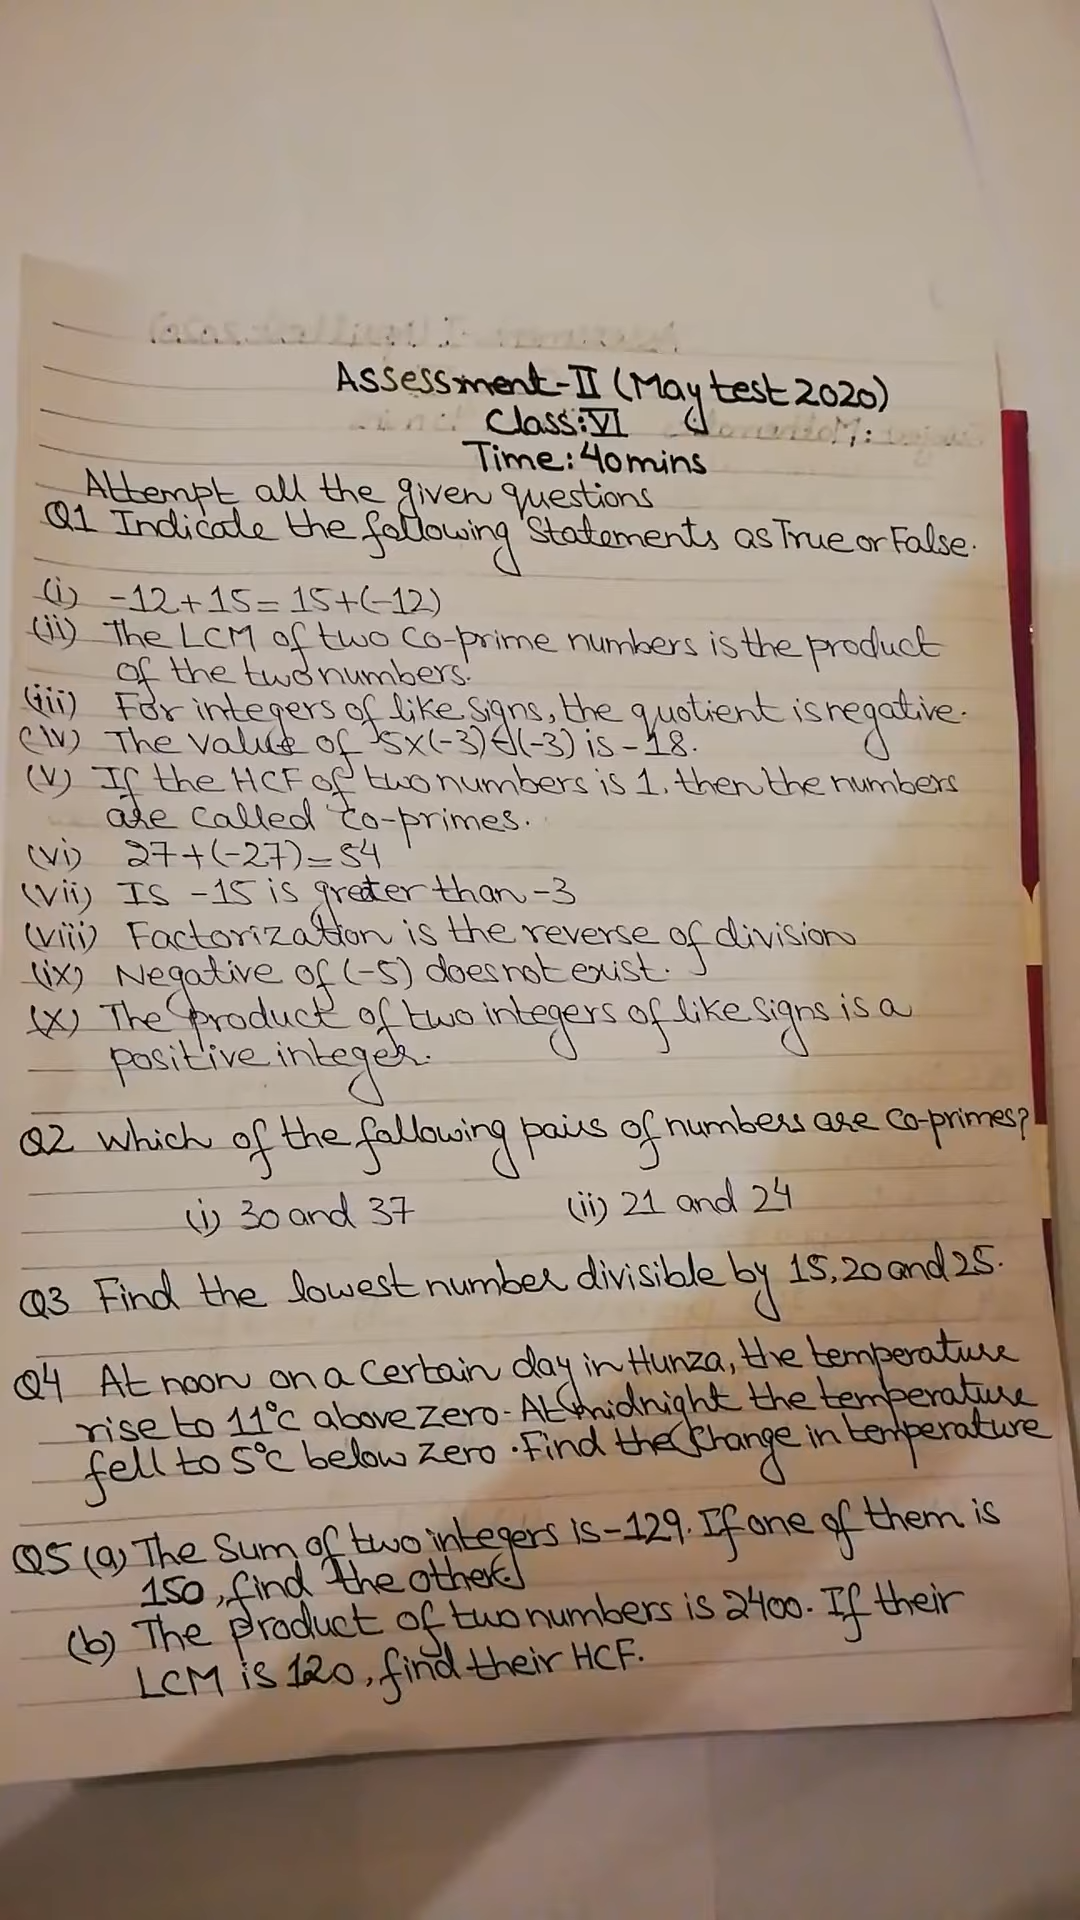 Assessment-II (May test 2020)
Class:VI
Time:40mins
Attempt all the given questions
Q1 Indicate the following Statements as True or False.
(i) -12+15=15+(-12)
(ii) The LCM of two co-prime numbers is the product
of the two numbers.
(iii) For integers of like signs, the quotient is negative.
(iv) The value of 5x(-3)+(-3) is -18.
(v) If the HCF of two numbers is 1, then the numbers
are called co-primes.
(vi) 27+(-27)=54
(vii) Is -15 is greater than -3
(viii) Factorization is the reverse of division
(ix) Negative of (-5) does not exist.
(x) The product of two integers of like signs is a
positive integer.
Q2 which of the following pairs of numbers are co-primes?
(i) 30 and 37 (ii) 21 and 24
Q3 Find the lowest number divisible by 15,20 and 25.
Q4 At noon on a certain day in Hunza, the temperature
rise to 11°c above zero. At midnight the temperature
fell to 5°c below zero. Find the change in temperature
Q5 (a) The sum of two integers is -129. If one of them is
150, find the other.
(b) The product of two numbers is 2400. If their
LCM is 120, find their HCF.